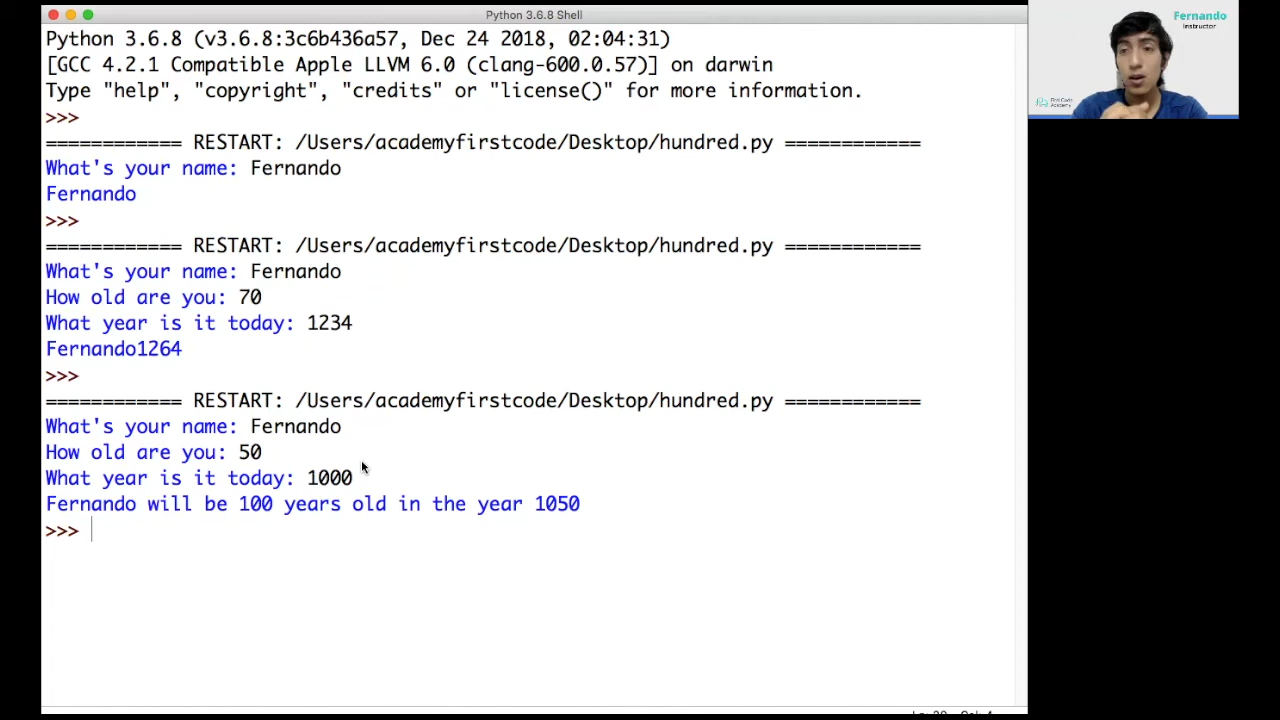 Python 3.6.8 Shell
Python 3.6.8 (v3.6.8:3c6b436a57, Dec 24 2018, 02:04:31)
[GCC 4.2.1 Compatible Apple LLVM 6.0 (clang-600.0.57)] on darwin
Type "help", "copyright", "credits" or "license()" for more information.
>>>
============ RESTART: /Users/academyfirstcode/Desktop/hundred.py ============
What's your name: Fernando
Fernando
>>>
============ RESTART: /Users/academyfirstcode/Desktop/hundred.py ============
What's your name: Fernando
How old are you: 70
What year is it today: 1234
Fernando1264
>>>
============ RESTART: /Users/academyfirstcode/Desktop/hundred.py ============
What's your name: Fernando
How old are you: 50
What year is it today: 1000
Fernando will be 100 years old in the year 1050
>>>
Fernando
Instructor
First Code
Academy